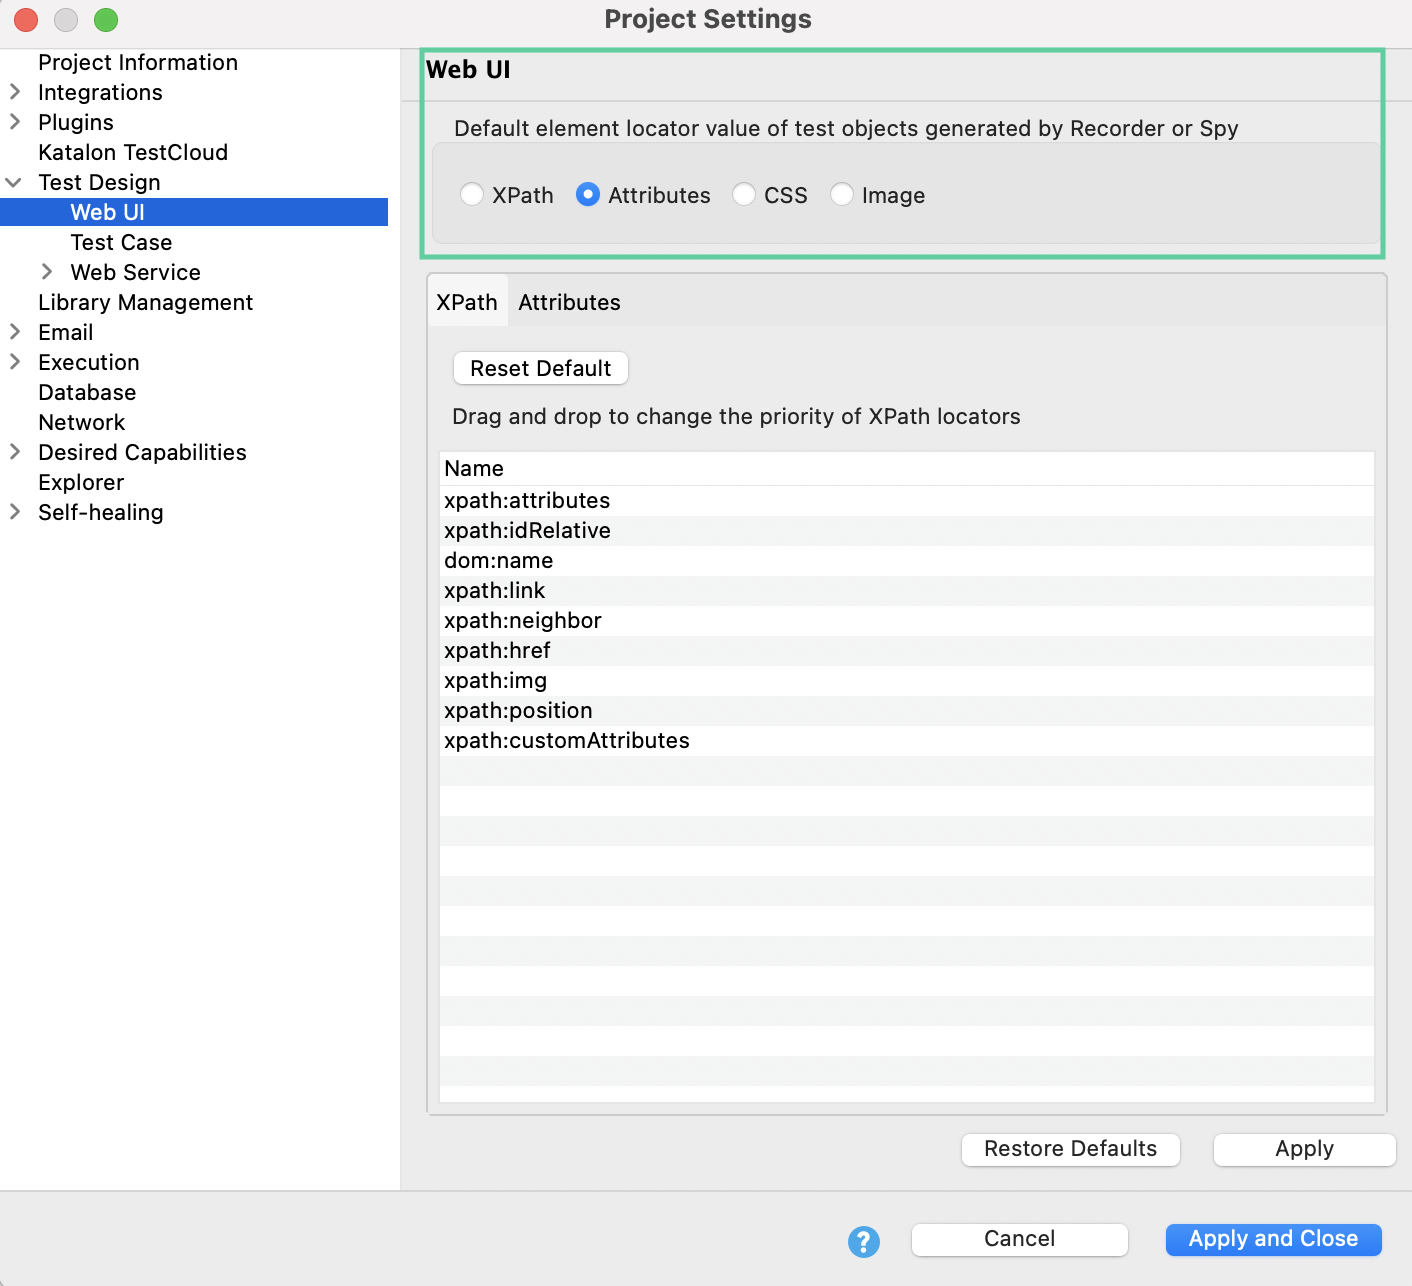 Project Settings
Project Information
Integrations
Plugins
Katalon TestCloud
Test Design
Web UI
Test Case
Web Service
Library Management
Email
Execution
Database
Network
Desired Capabilities
Explorer
Self-healing
Web UI
Default element locator value of test objects generated by Recorder or Spy
XPath Attributes CSS Image
XPath Attributes
Reset Default
Drag and drop to change the priority of XPath locators
Name
xpath:attributes
xpath:idRelative
dom:name
xpath:link
xpath:neighbor
xpath:href
xpath:img
xpath:position
xpath:customAttributes
Restore Defaults Apply
? Cancel Apply and Close